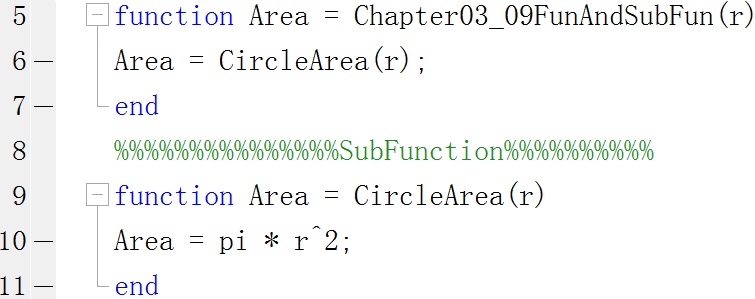 5 function Area = Chapter03_09FunAndSubFun(r)
6 — Area = CircleArea(r);
7 — end
8 %%%%%%%%%%%%%%%SubFunction%%%%%%%%%%
9 function Area = CircleArea(r)
10 — Area = pi * r^2;
11 — end